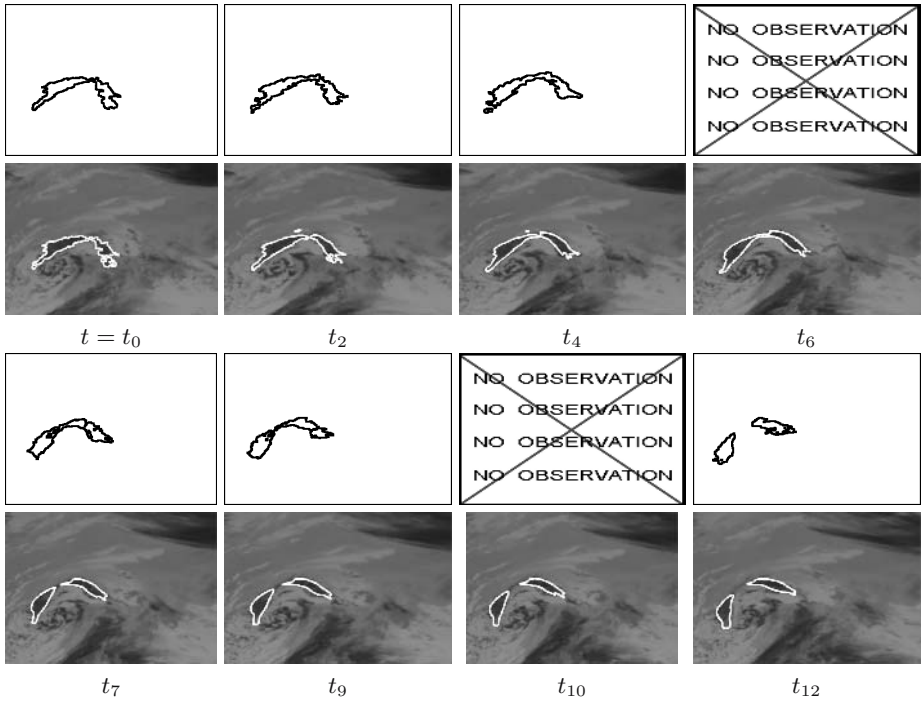 NO OBSERVATION
NO OBSERVATION
NO OBSERVATION
NO OBSERVATION
t = t₀
t₂
t₄
t₆
NO OBSERVATION
NO OBSERVATION
NO OBSERVATION
NO OBSERVATION
t₇
t₉
t₁₀
t₁₂